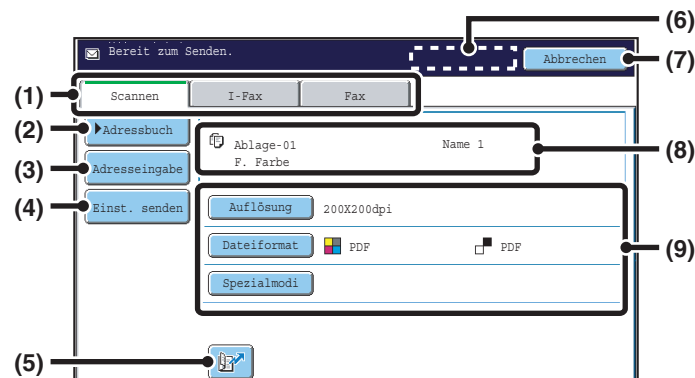 (6)
Bereit zum Senden.
Abbrechen
(7)
(1)
Scannen
I-Fax
Fax
(2)
Adressbuch
Ablage-01
Name 1
F. Farbe
(8)
(3)
Adresseingabe
(4)
Einst. senden
Auflösung
200X200dpi
Dateiformat
PDF
PDF
(9)
Spezialmodi
(5)